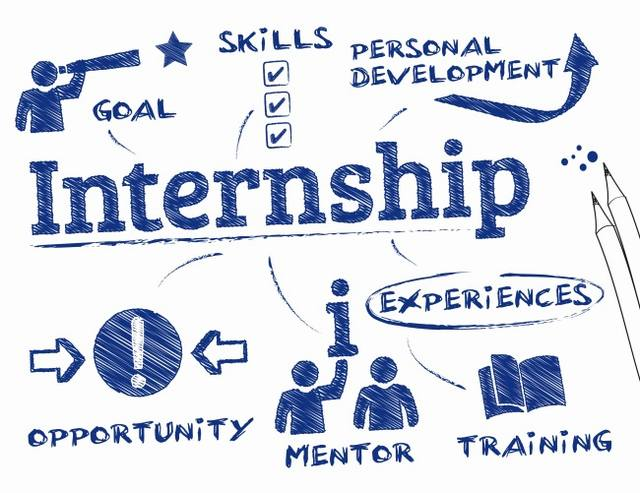 SKiLLS
PERSONAL
DEVELOPMENT
GOAL
Internship
EXPERiENCES
i
!
OPPORTUNiTY
MENTOR
TRAiNiNG